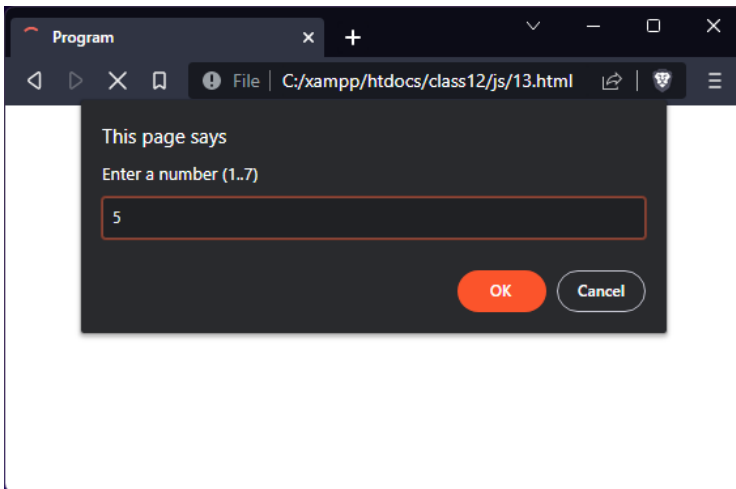 Program
File
C:/xampp/htdocs/class12/js/13.html
This page says
Enter a number (1..7)
5
OK
Cancel